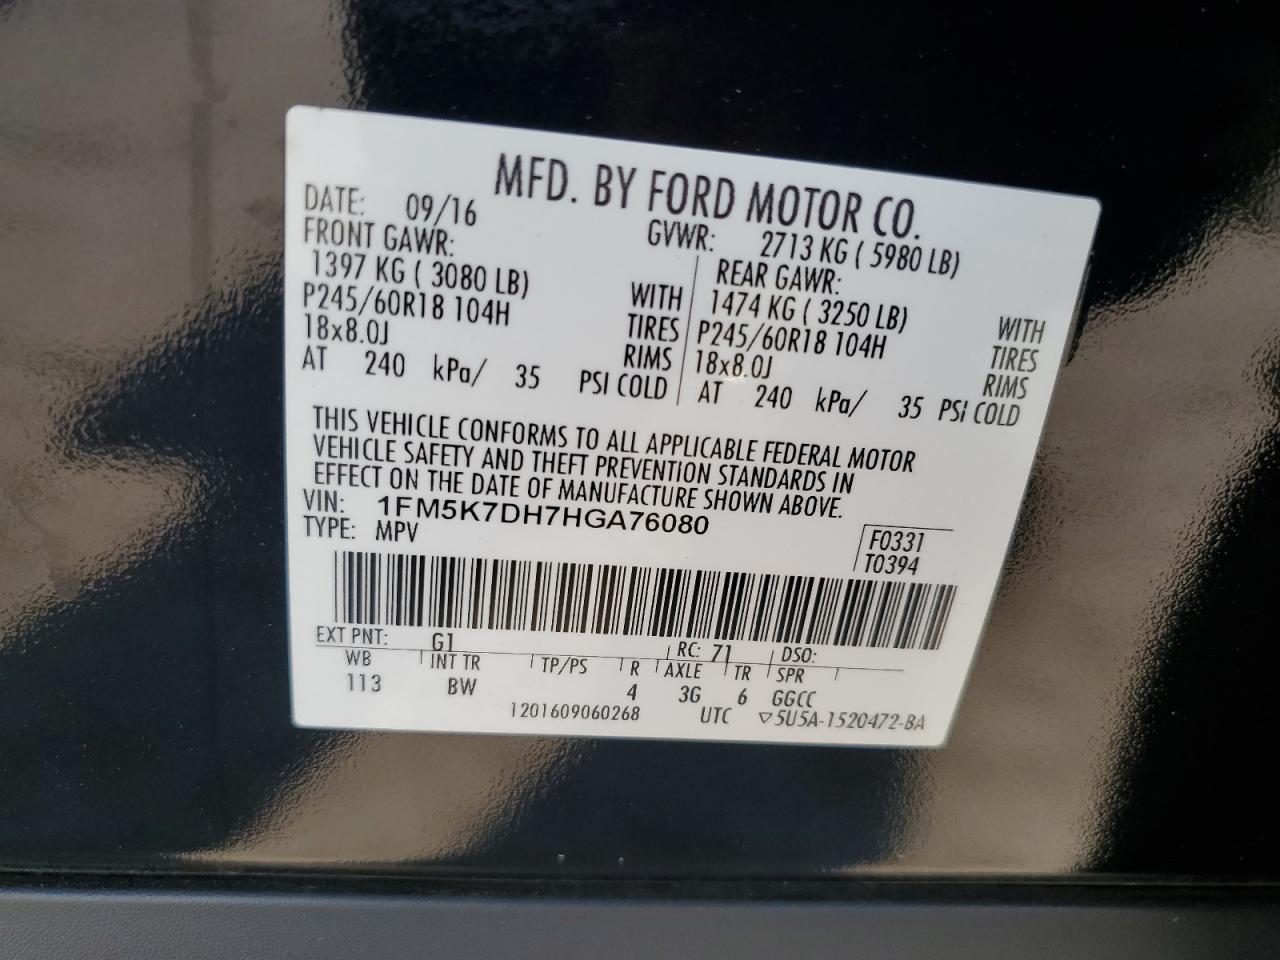 MFD. BY FORD MOTOR CO.
DATE: 09/16 GVWR: 2713 KG ( 5980 LB)
FRONT GAWR: REAR GAWR:
1397 KG ( 3080 LB) WITH 1474 KG ( 3250 LB) WITH
P245/60R18 104H TIRES P245/60R18 104H TIRES
18x8.0J RIMS 18x8.0J RIMS
AT 240 kPa/ 35 PSI COLD AT 240 kPa/ 35 PSI COLD
THIS VEHICLE CONFORMS TO ALL APPLICABLE FEDERAL MOTOR
VEHICLE SAFETY AND THEFT PREVENTION STANDARDS IN
EFFECT ON THE DATE OF MANUFACTURE SHOWN ABOVE.
VIN: 1FM5K7DH7HGA76080
TYPE: MPV
F0331
T0394
EXT PNT: G1 RC: 71 DSO:
WB INT TR TP/PS R AXLE TR SPR
113 BW 4 3G 6 GGCC
1201609060268 UTC ▽5U5A-1520472-BA